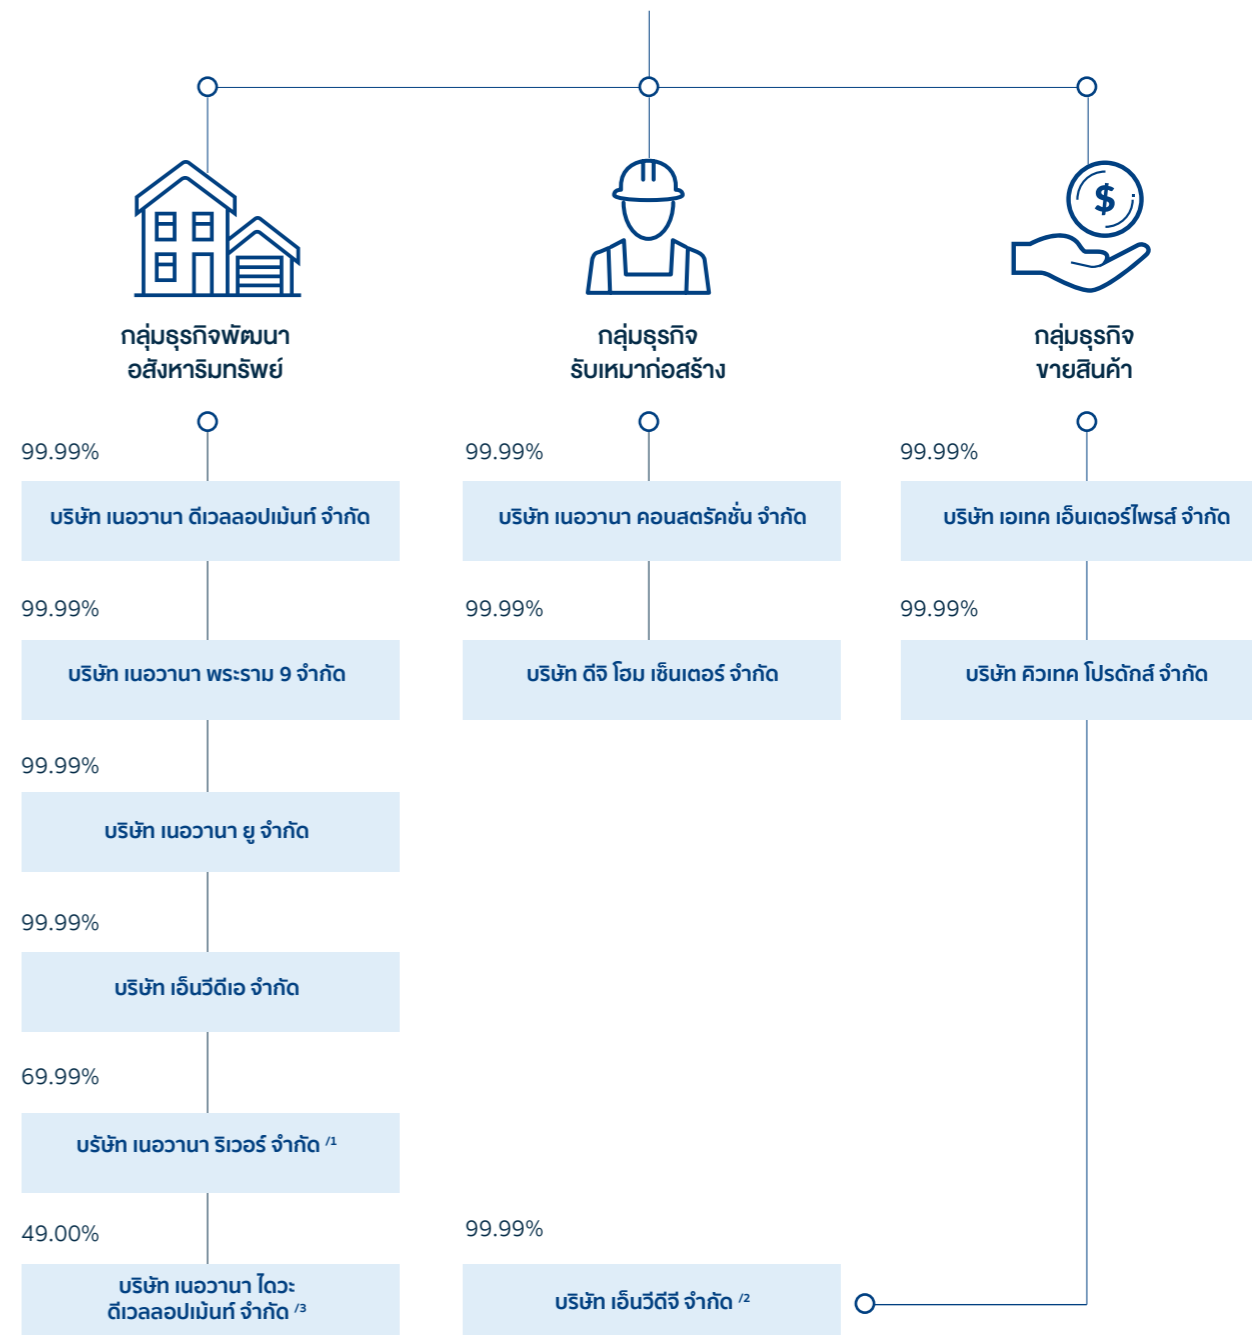 $
กลุ่มธุรกิจพัฒนา
อสังหาริมทรัพย์
99.99%
บริษัท เนอวานา ดีเวลลอปเม้นท์ จำกัด
99.99%
บริษัท เนอวานา พระราม 9 จำกัด
99.99%
บริษัท เนอวานา ยู จำกัด
99.99%
บริษัท เอ็นวีดีเอ จำกัด
69.99%
บรัษัท เนอวานา ริเวอร์ จำกัด /1
49.00%
บริษัท เนอวานา ไดวะ
ดีเวลลอปเม้นท์ จำกัด /3
กลุ่มธุรกิจ
รับเหมาก่อสร้าง
99.99%
บริษัท เนอวานา คอนสตรัคชั่น จำกัด
99.99%
บริษัท ดีจิ โฮม เซ็นเตอร์ จำกัด
กลุ่มธุรกิจ
ขายสินค้า
99.99%
บริษัท เอเทค เอ็นเตอร์ไพรส์ จำกัด
99.99%
บริษัท คิวเทค โปรดักส์ จำกัด
99.99%
บริษัท เอ็นวีดีจี จำกัด /2